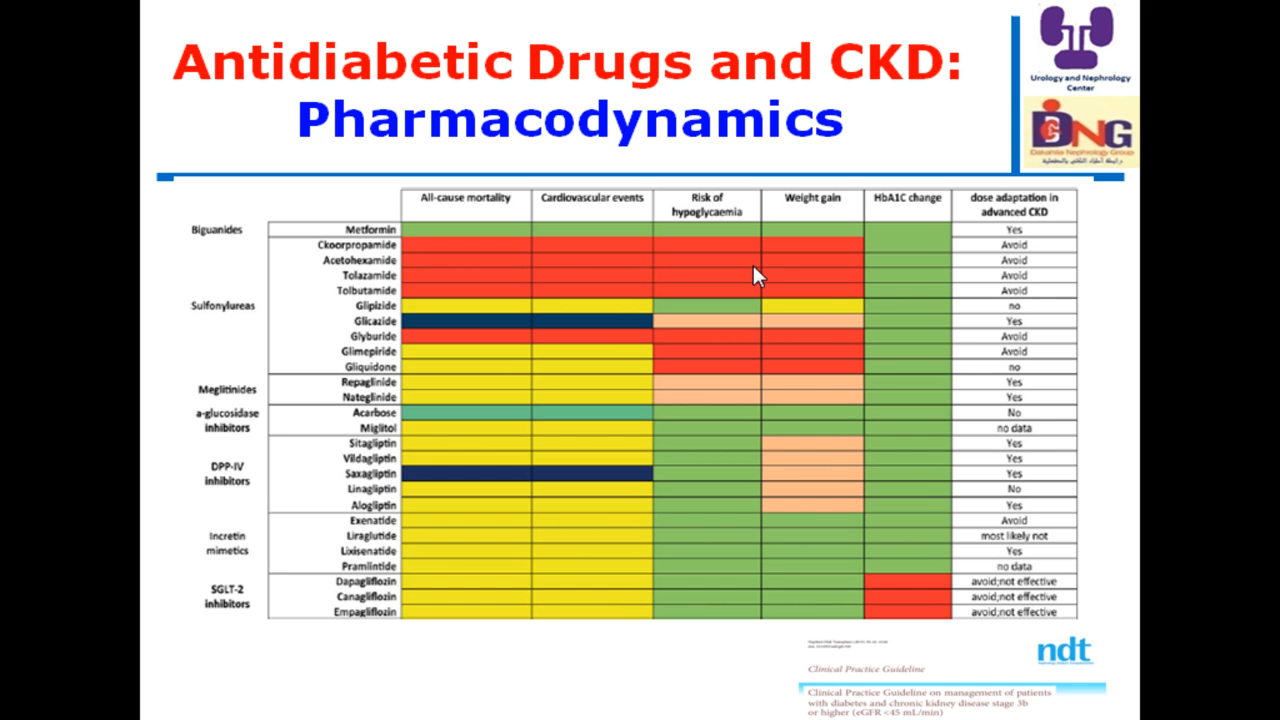 Antidiabetic Drugs and CKD:
Pharmacodynamics
Urology and Nephrology
Center
DNG
Dakahlia Nephrology Group
All-cause mortality Cardiovascular events Risk of hypoglycaemia Weight gain HbA1C change dose adaptation in advanced CKD
Biguanides Metformin Yes
Ckoorpropamide Avoid
Acetohexamide Avoid
Tolazamide Avoid
Tolbutamide Avoid
Sulfonylureas Glipizide no
Glicazide Yes
Glyburide Avoid
Glimepiride Avoid
Gliquidone no
Meglitinides Repaglinide Yes
Nateglinide Yes
a-glucosidase inhibitors Acarbose No
Miglitol no data
DPP-IV inhibitors Sitagliptin Yes
Vildagliptin Yes
Saxagliptin Yes
Linagliptin No
Alogliptin Yes
Incretin mimetics Exenatide Avoid
Liraglutide most likely not
Lixisenatide Yes
Pramlintide no data
SGLT-2 inhibitors Dapagliflozin avoid;not effective
Canagliflozin avoid;not effective
Empagliflozin avoid;not effective
ndt
Clinical Practice Guideline
Clinical Practice Guideline on management of patients
with diabetes and chronic kidney disease stage 3b
or higher (eGFR <45 mL/min)